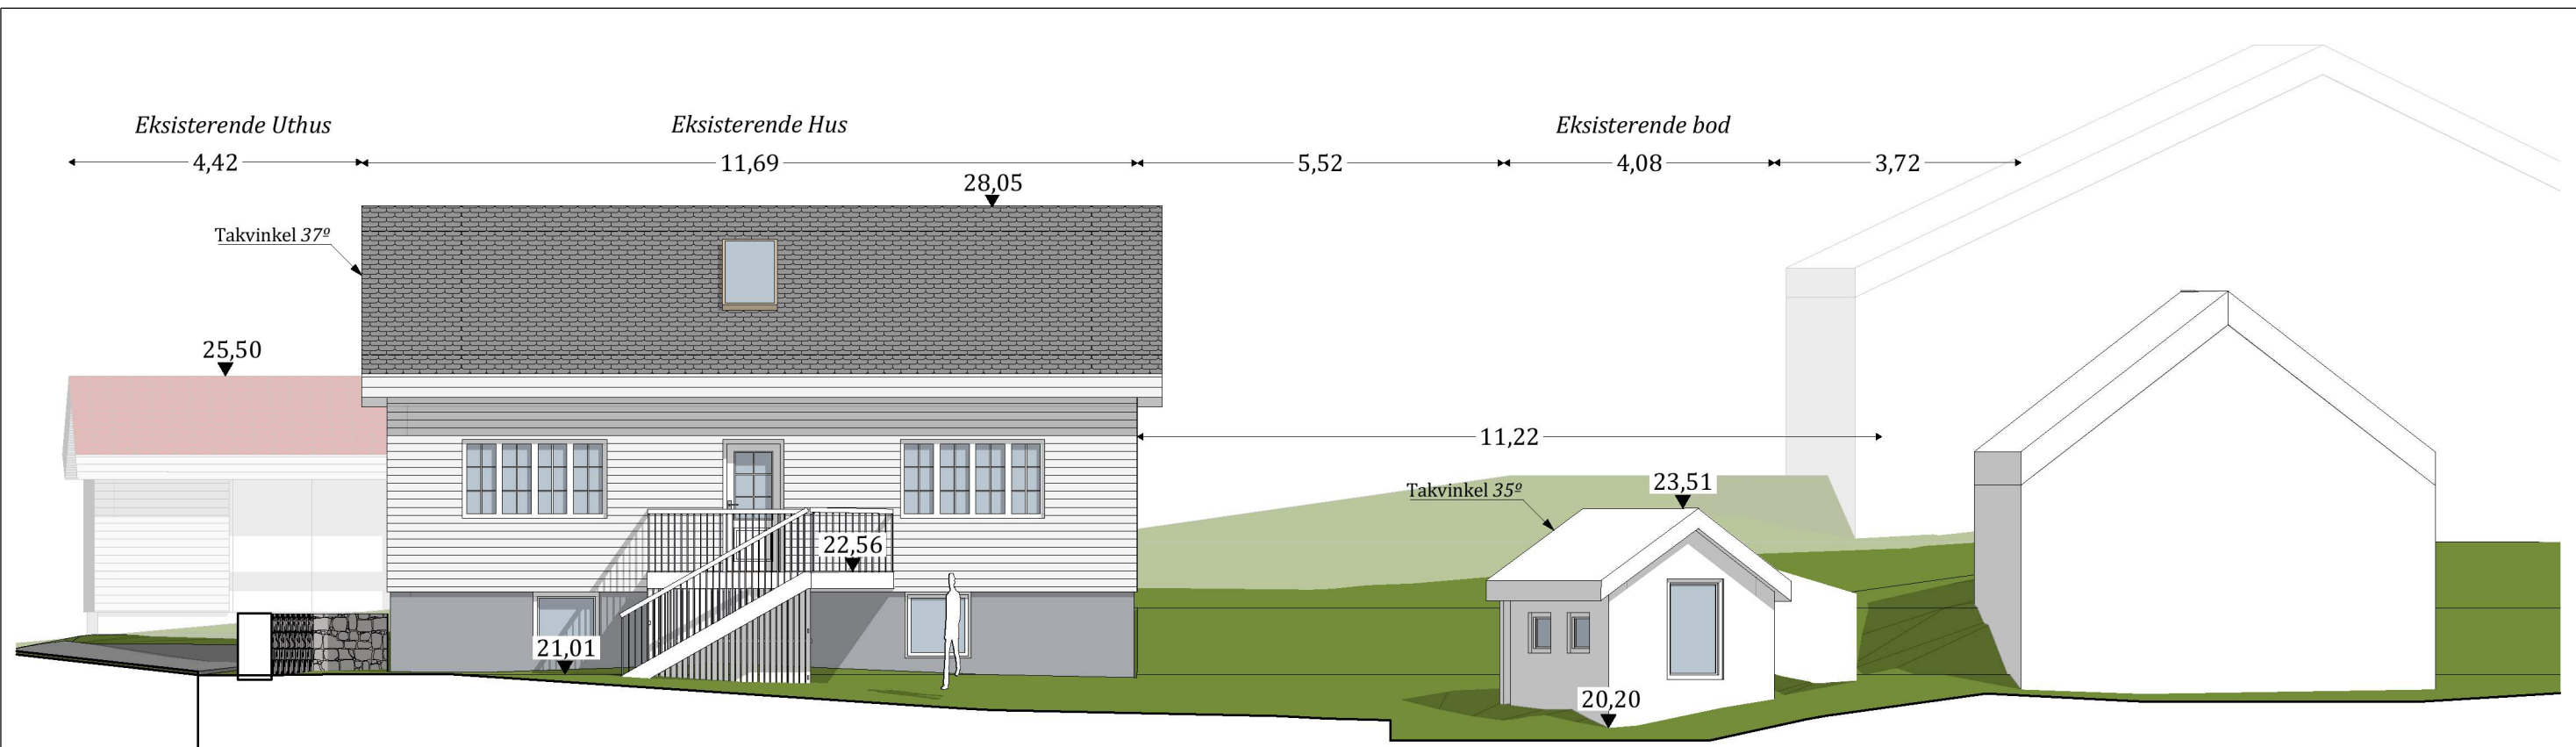 Eksisterende Uthus
Eksisterende Hus
Eksisterende bod
4,42
11,69
5,52
4,08
3,72
28,05
Takvinkel 37º
25,50
11,22
Takvinkel 35º
23,51
22,56
21,01
20,20